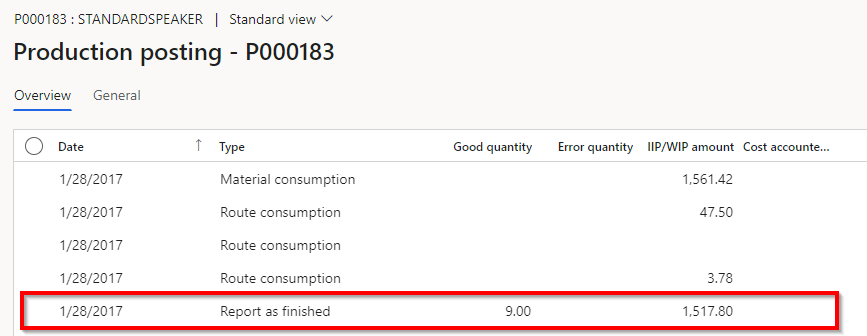 P000183 : STANDARDSPEAKER | Standard view
Production posting - P000183
Overview General
Date ↑ Type Good quantity Error quantity IIP/WIP amount Cost accounte...
1/28/2017 Material consumption 1,561.42
1/28/2017 Route consumption 47.50
1/28/2017 Route consumption
1/28/2017 Route consumption 3.78
1/28/2017 Report as finished 9.00 1,517.80